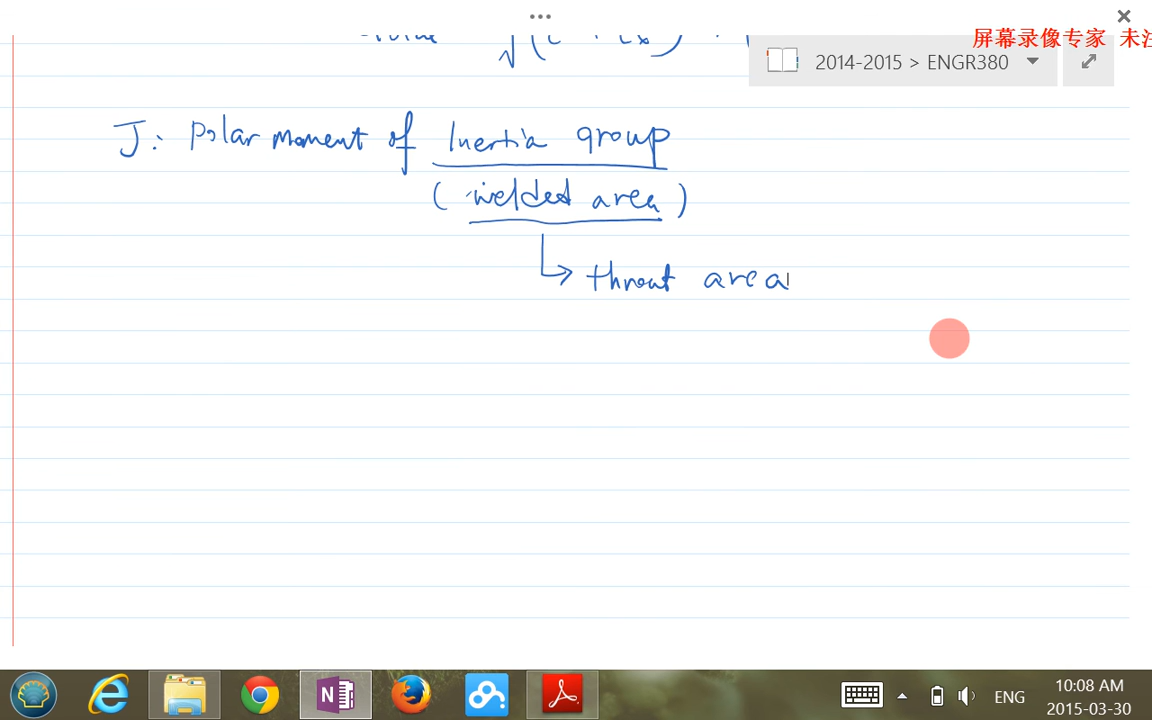 屏幕录像专家 未
2014-2015 > ENGR380
J: Polar moment of Inertia group
( welded area )
throat area
ENG
10:08 AM
2015-03-30